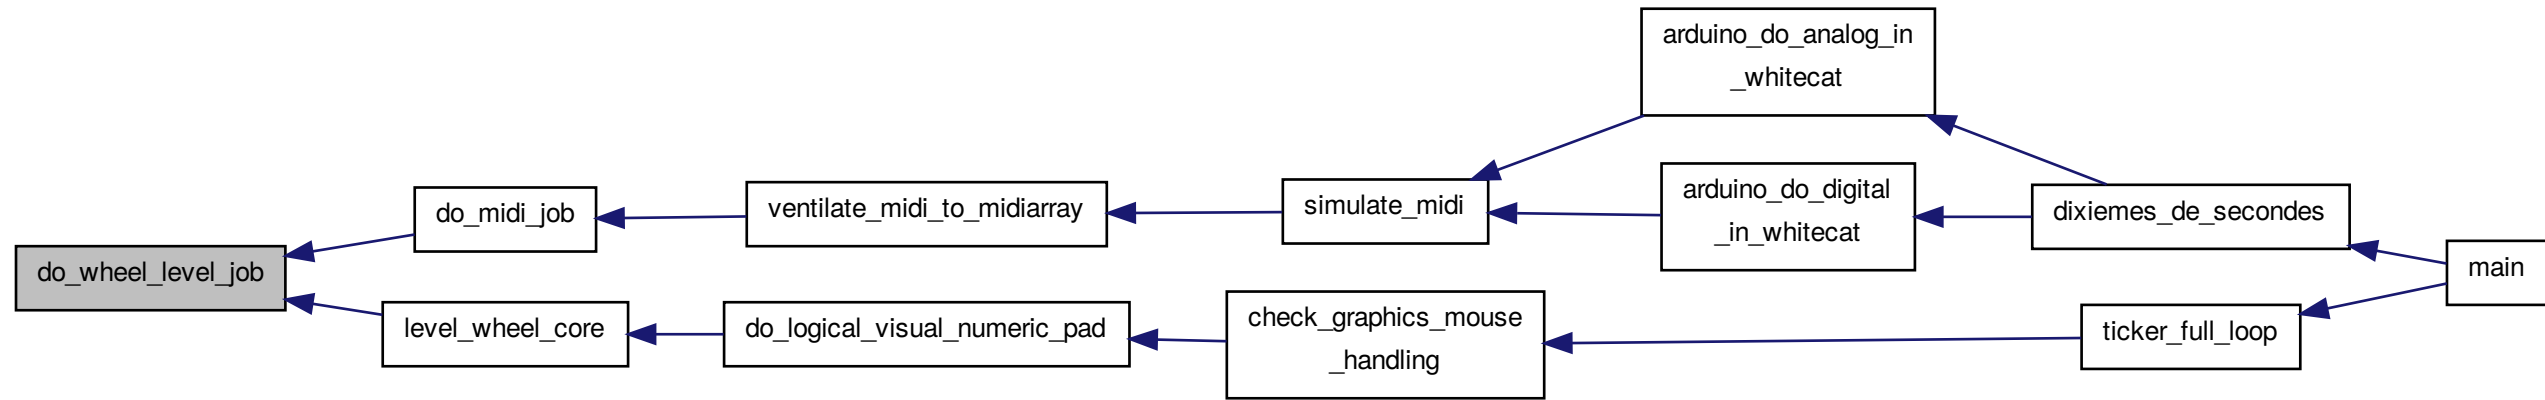 arduino_do_analog_in
_whitecat
arduino_do_digital
_in_whitecat
do_midi_job
ventilate_midi_to_midiarray
simulate_midi
dixiemes_de_secondes
do_wheel_level_job
main
level_wheel_core
do_logical_visual_numeric_pad
check_graphics_mouse
_handling
ticker_full_loop